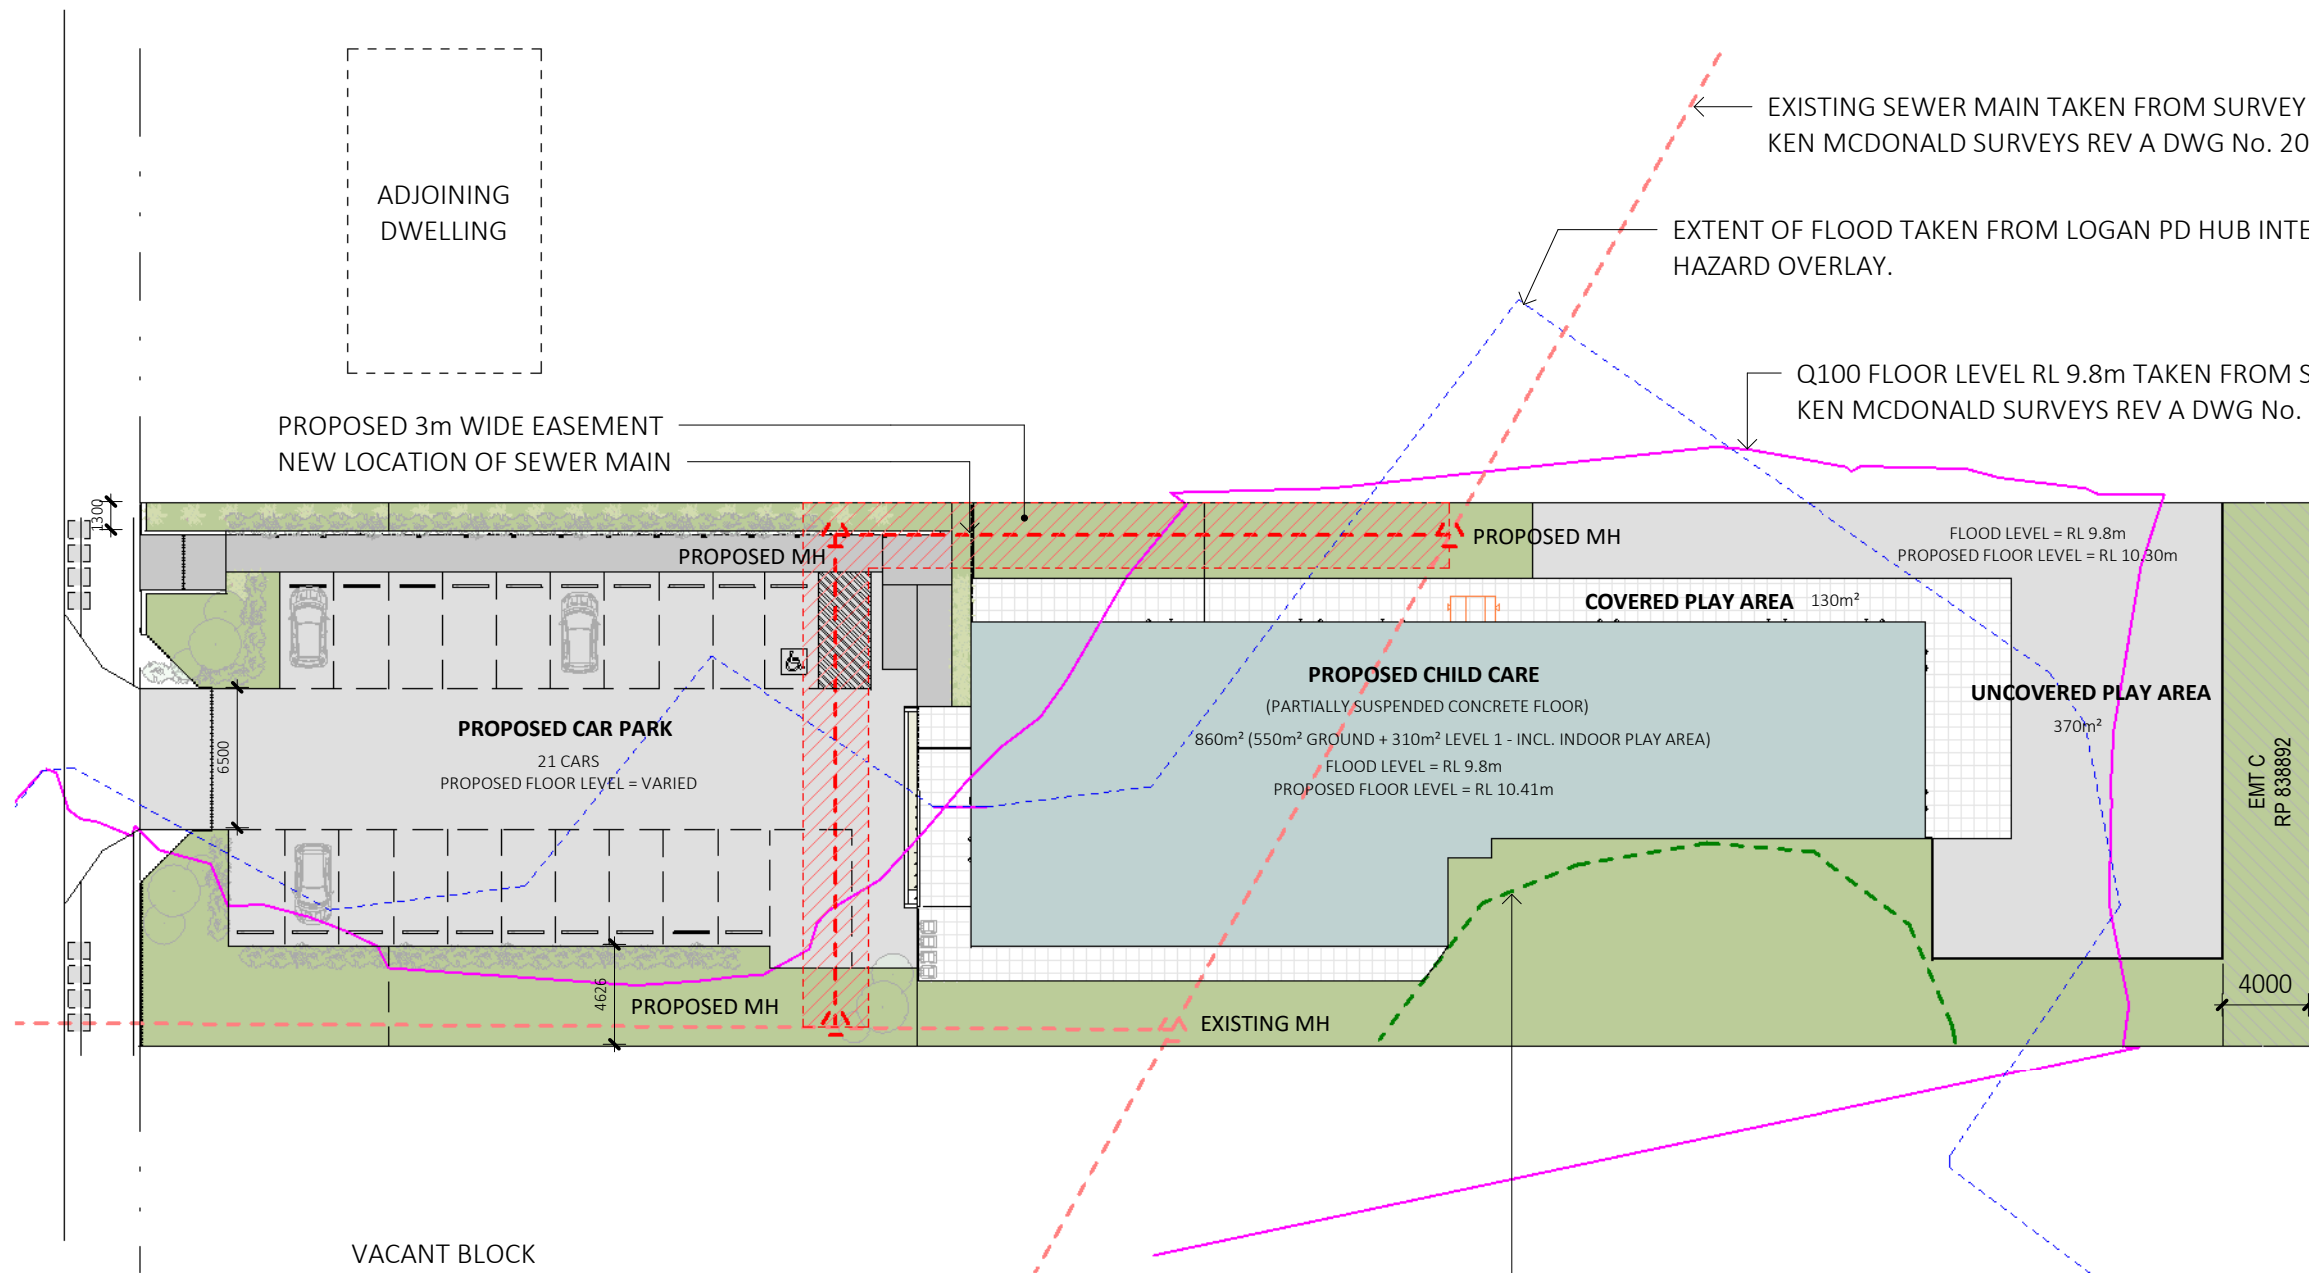 EXISTING SEWER MAIN TAKEN FROM SURVEY
KEN MCDONALD SURVEYS REV A DWG No. 20
ADJOINING
DWELLING
EXTENT OF FLOOD TAKEN FROM LOGAN PD HUB INTE
HAZARD OVERLAY.
Q100 FLOOR LEVEL RL 9.8m TAKEN FROM S
KEN MCDONALD SURVEYS REV A DWG No.
PROPOSED 3m WIDE EASEMENT
NEW LOCATION OF SEWER MAIN
1300
PROPOSED MH
PROPOSED MH
FLOOD LEVEL = RL 9.8m
PROPOSED FLOOR LEVEL = RL 10.30m
COVERED PLAY AREA 130m²
PROPOSED CHILD CARE
(PARTIALLY SUSPENDED CONCRETE FLOOR)
860m² (550m² GROUND + 310m² LEVEL 1 - INCL. INDOOR PLAY AREA)
FLOOD LEVEL = RL 9.8m
PROPOSED FLOOR LEVEL = RL 10.41m
UNCOVERED PLAY AREA
370m²
PROPOSED CAR PARK
21 CARS
PROPOSED FLOOR LEVEL = VARIED
6500
EMT C
RP 838892
4000
4626
PROPOSED MH
EXISTING MH
VACANT BLOCK